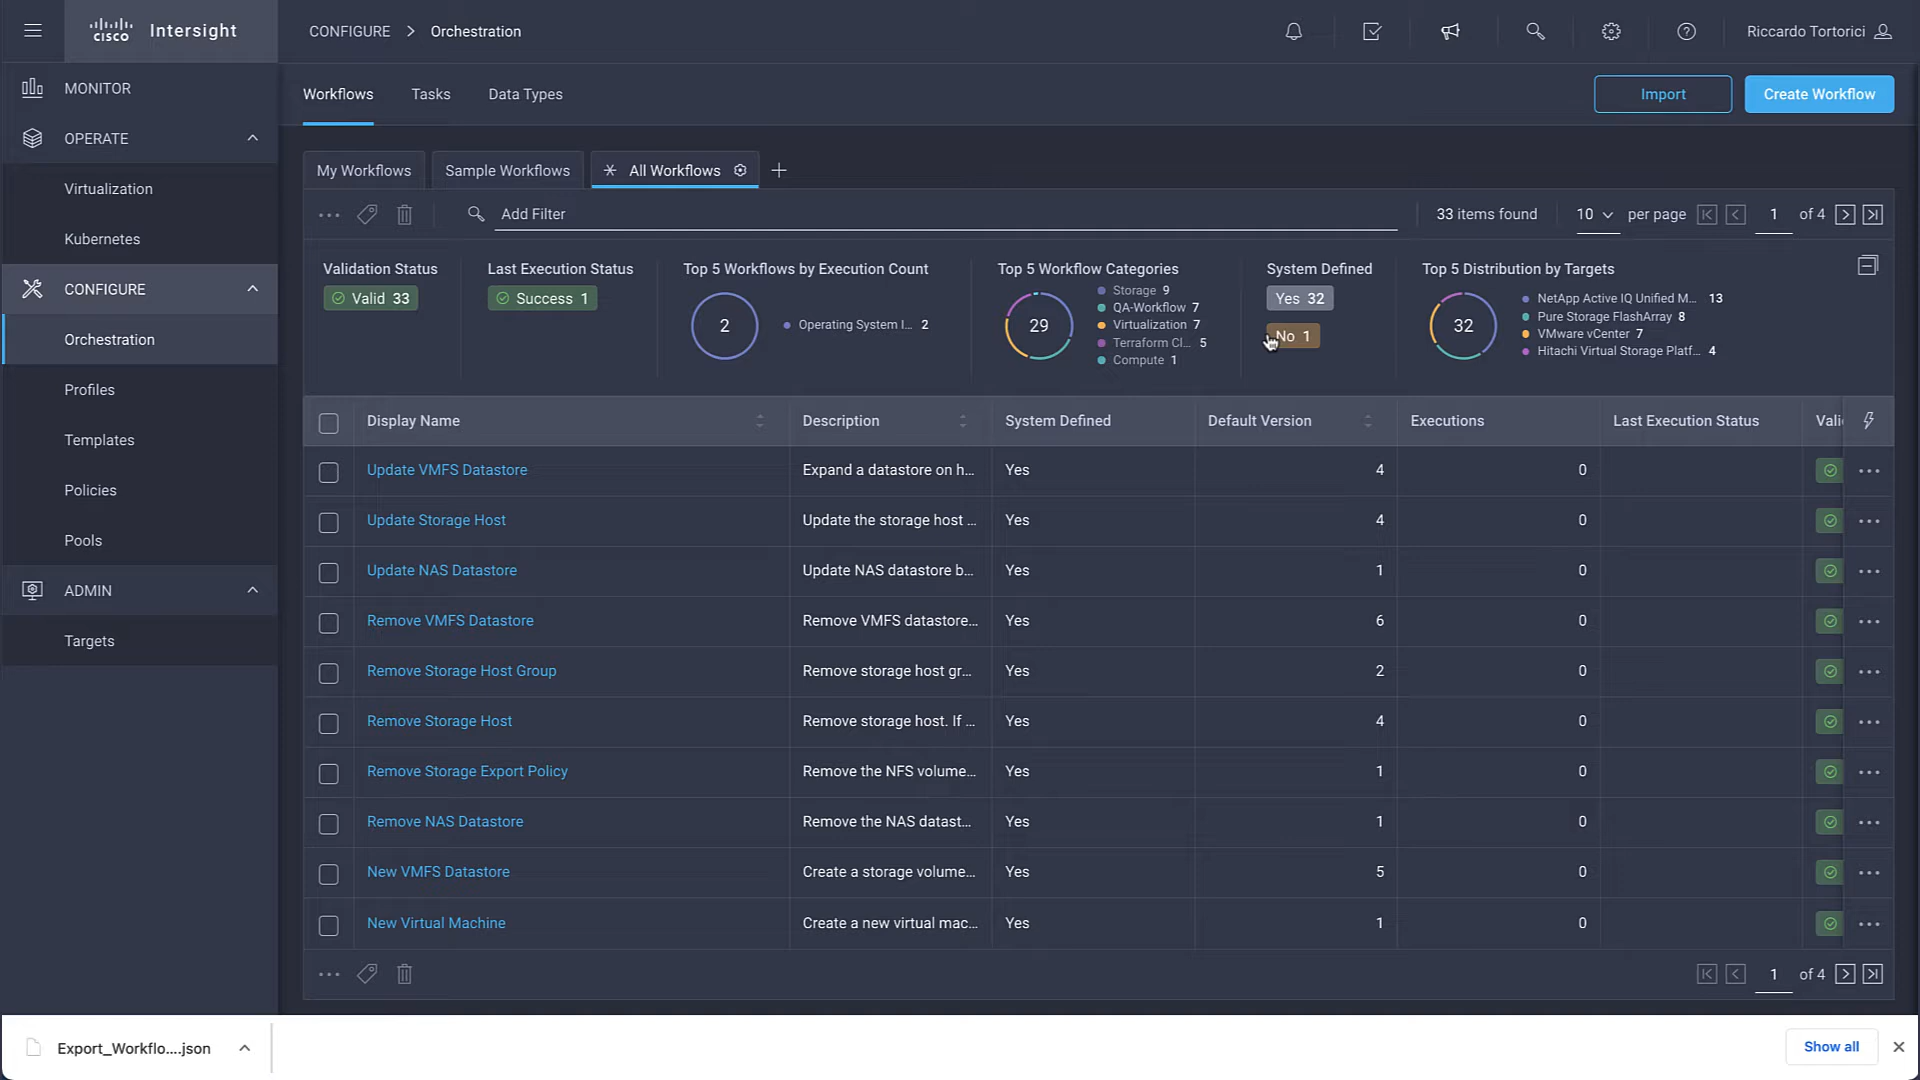 CISCO Intersight
CONFIGURE > Orchestration
Riccardo Tortorici
MONITOR
OPERATE
Virtualization
Kubernetes
CONFIGURE
Orchestration
Profiles
Templates
Policies
Pools
ADMIN
Targets
Workflows Tasks Data Types
Import Create Workflow
My Workflows Sample Workflows All Workflows
Add Filter 33 items found 10 per page 1 of 4
Validation Status
Valid 33
Last Execution Status
Success 1
Top 5 Workflows by Execution Count
2
Operating System I... 2
Top 5 Workflow Categories
29
Storage 9
QA-Workflow 7
Virtualization 7
Terraform Cl... 5
Compute 1
System Defined
Yes 32
No 1
Top 5 Distribution by Targets
32
NetApp Active IQ Unified M... 13
Pure Storage FlashArray 8
VMware vCenter 7
Hitachi Virtual Storage Platf... 4
Display Name Description System Defined Default Version Executions Last Execution Status Vali
Update VMFS Datastore Expand a datastore on h... Yes 4 0
Update Storage Host Update the storage host ... Yes 4 0
Update NAS Datastore Update NAS datastore b... Yes 1 0
Remove VMFS Datastore Remove VMFS datastore... Yes 6 0
Remove Storage Host Group Remove storage host gr... Yes 2 0
Remove Storage Host Remove storage host. If ... Yes 4 0
Remove Storage Export Policy Remove the NFS volume... Yes 1 0
Remove NAS Datastore Remove the NAS datast... Yes 1 0
New VMFS Datastore Create a storage volume... Yes 5 0
New Virtual Machine Create a new virtual mac... Yes 1 0
1 of 4
Export_Workflo....json
Show all